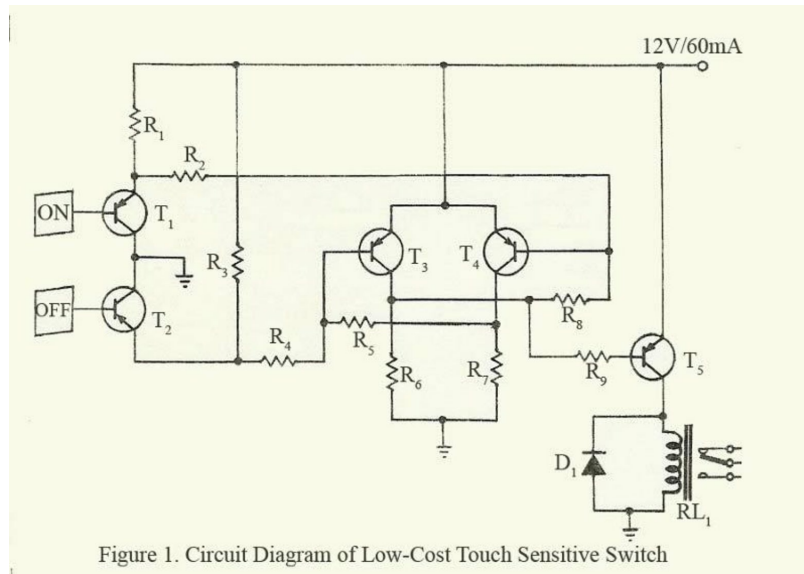 12V/60mA
R1
R2
ON
T1
R3
T3
T4
OFF
T2
R8
R4
R5
R6
R7
R9
T5
D1
RL1
Figure 1. Circuit Diagram of Low-Cost Touch Sensitive Switch